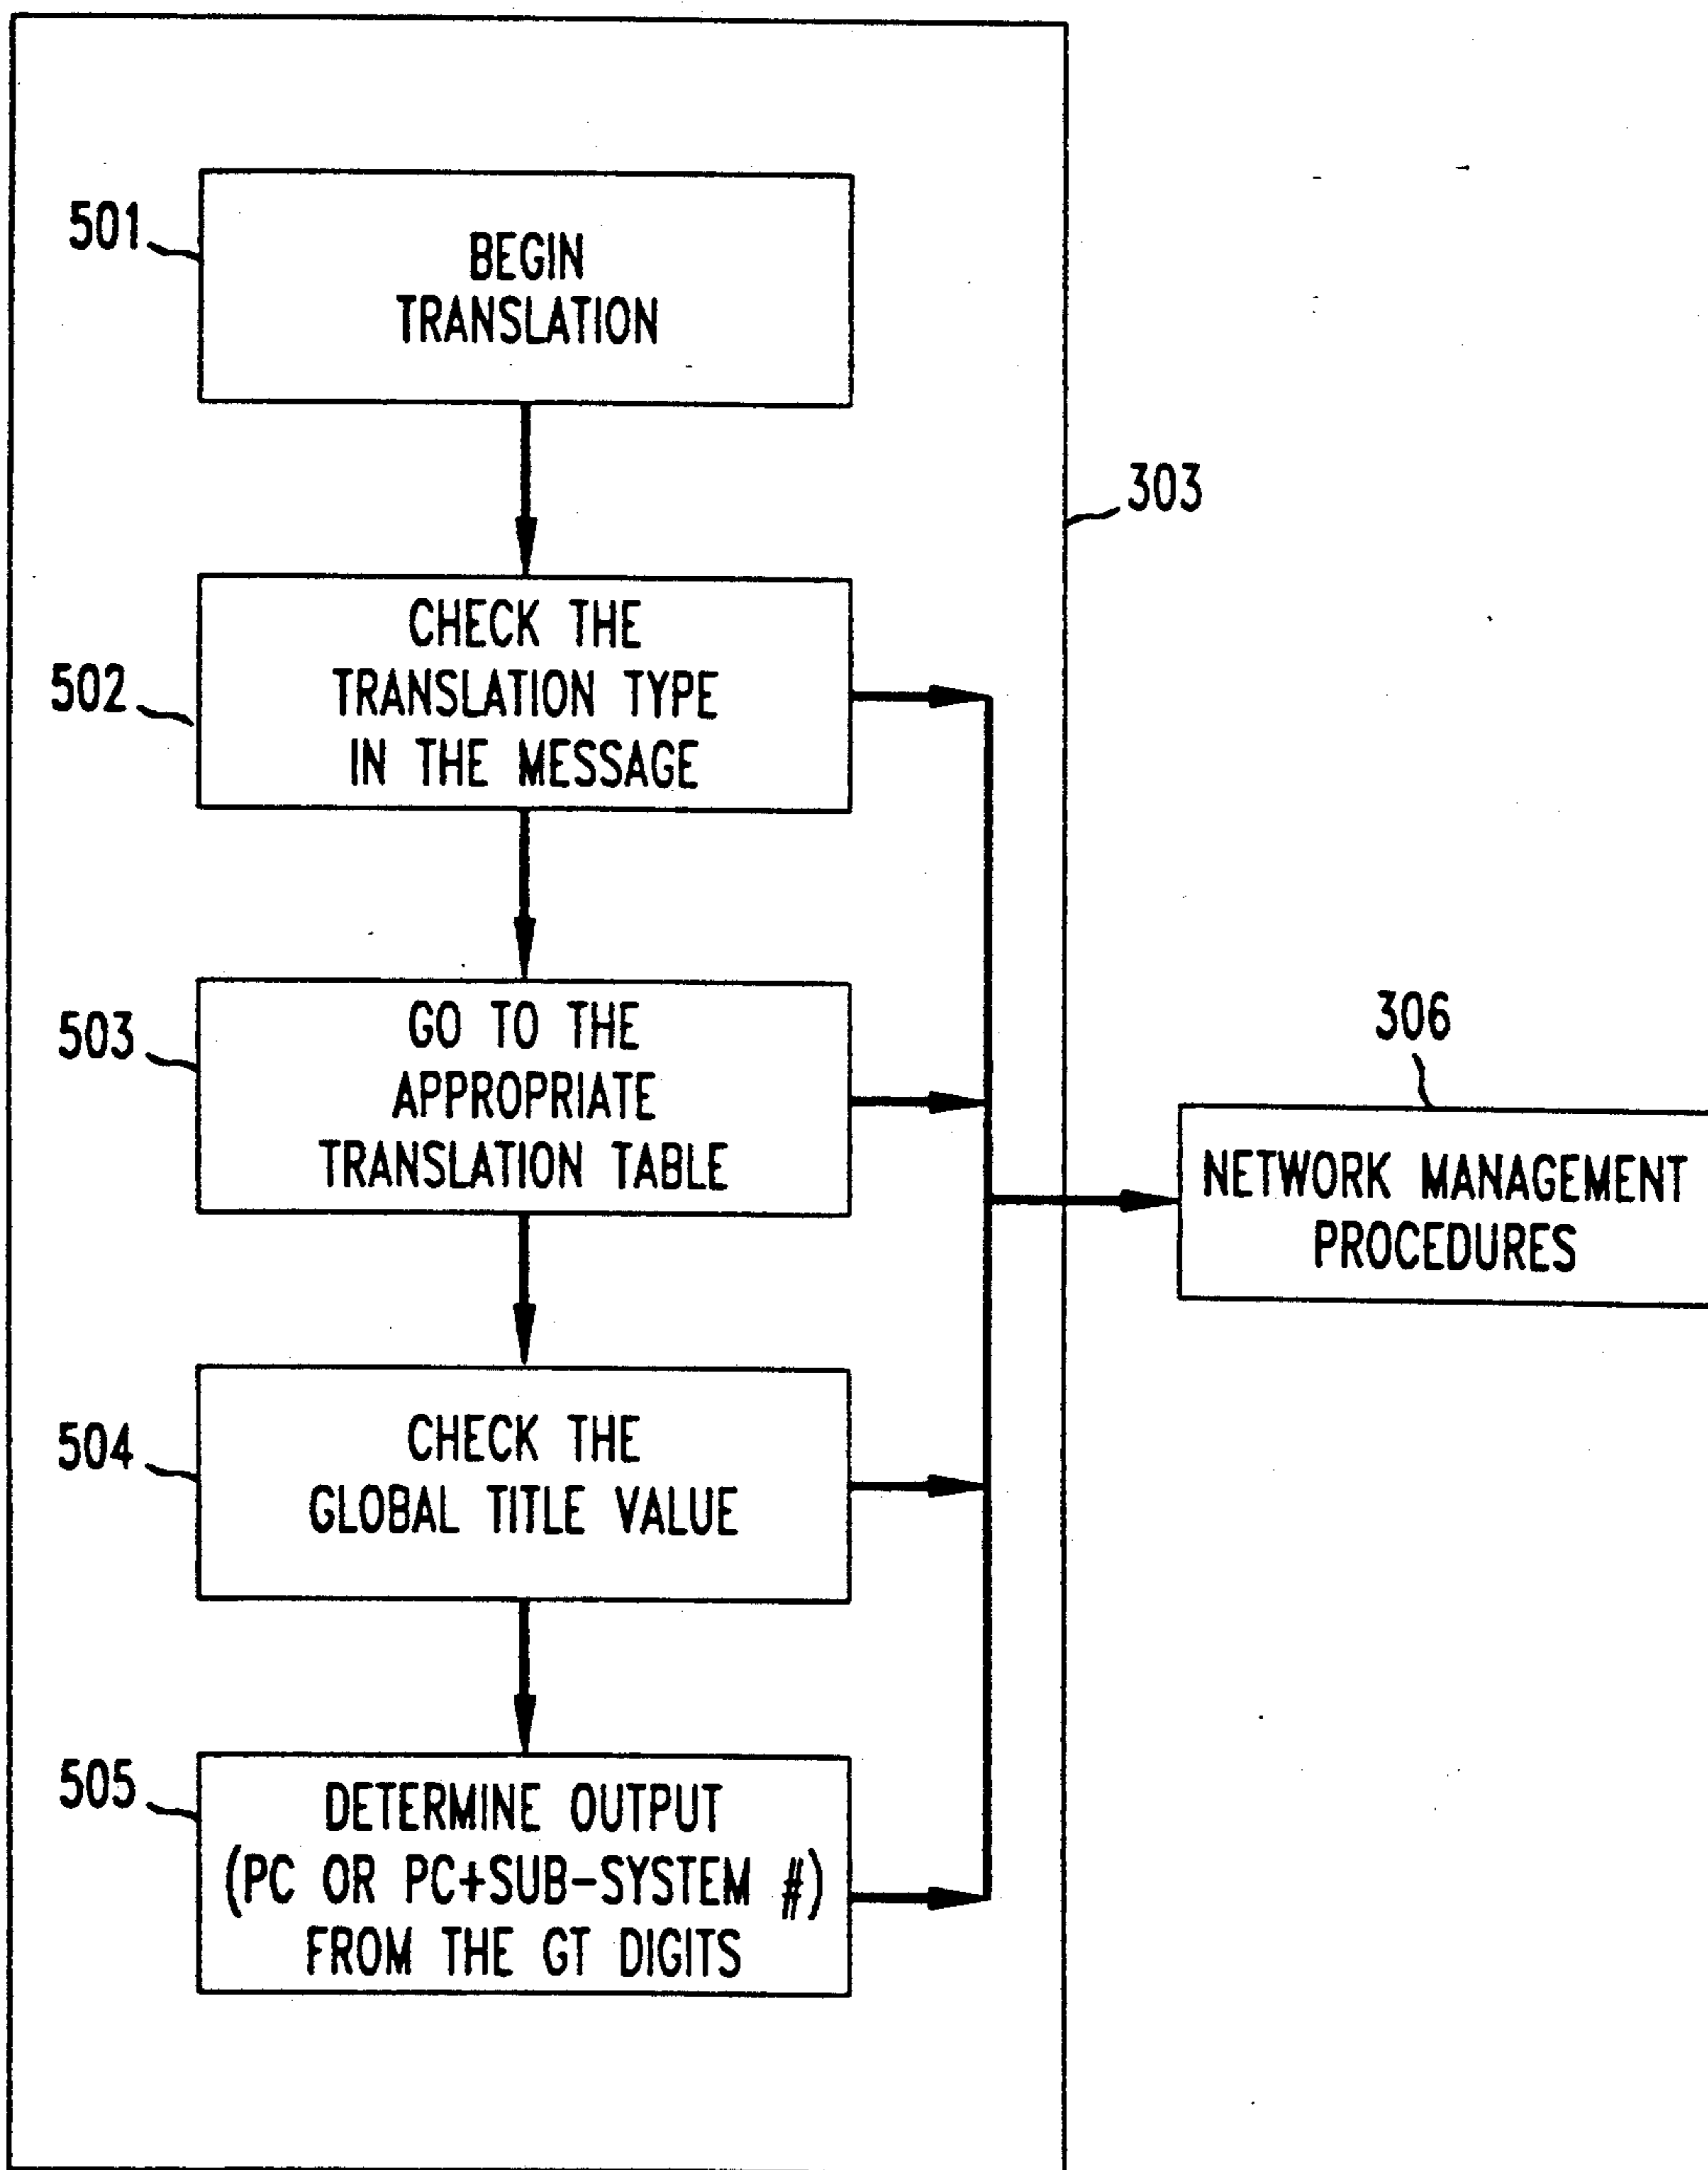 501
BEGIN
TRANSLATION
303
502
CHECK THE
TRANSLATION TYPE
IN THE MESSAGE
503
GO TO THE
APPROPRIATE
TRANSLATION TABLE
306
NETWORK MANAGEMENT
PROCEDURES
504
CHECK THE
GLOBAL TITLE VALUE
505
DETERMINE OUTPUT
(PC OR PC+SUB-SYSTEM #)
FROM THE GT DIGITS